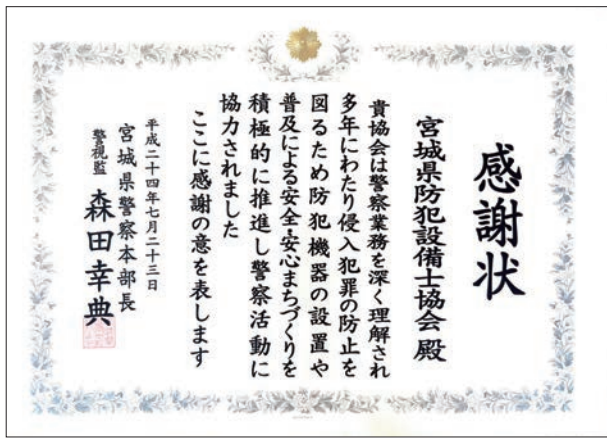 感謝状
宮城県防犯設備士協会 殿
貴協会は警察業務を深く理解され
多年にわたり侵入犯罪の防止を
図るため防犯機器の設置や
普及による安全・安心まちづくりを
積極的に推進し警察活動に
協力されました
ここに感謝の意を表します
平成二十四年七月二十三日
宮城県警察本部長
警視監 森田幸典